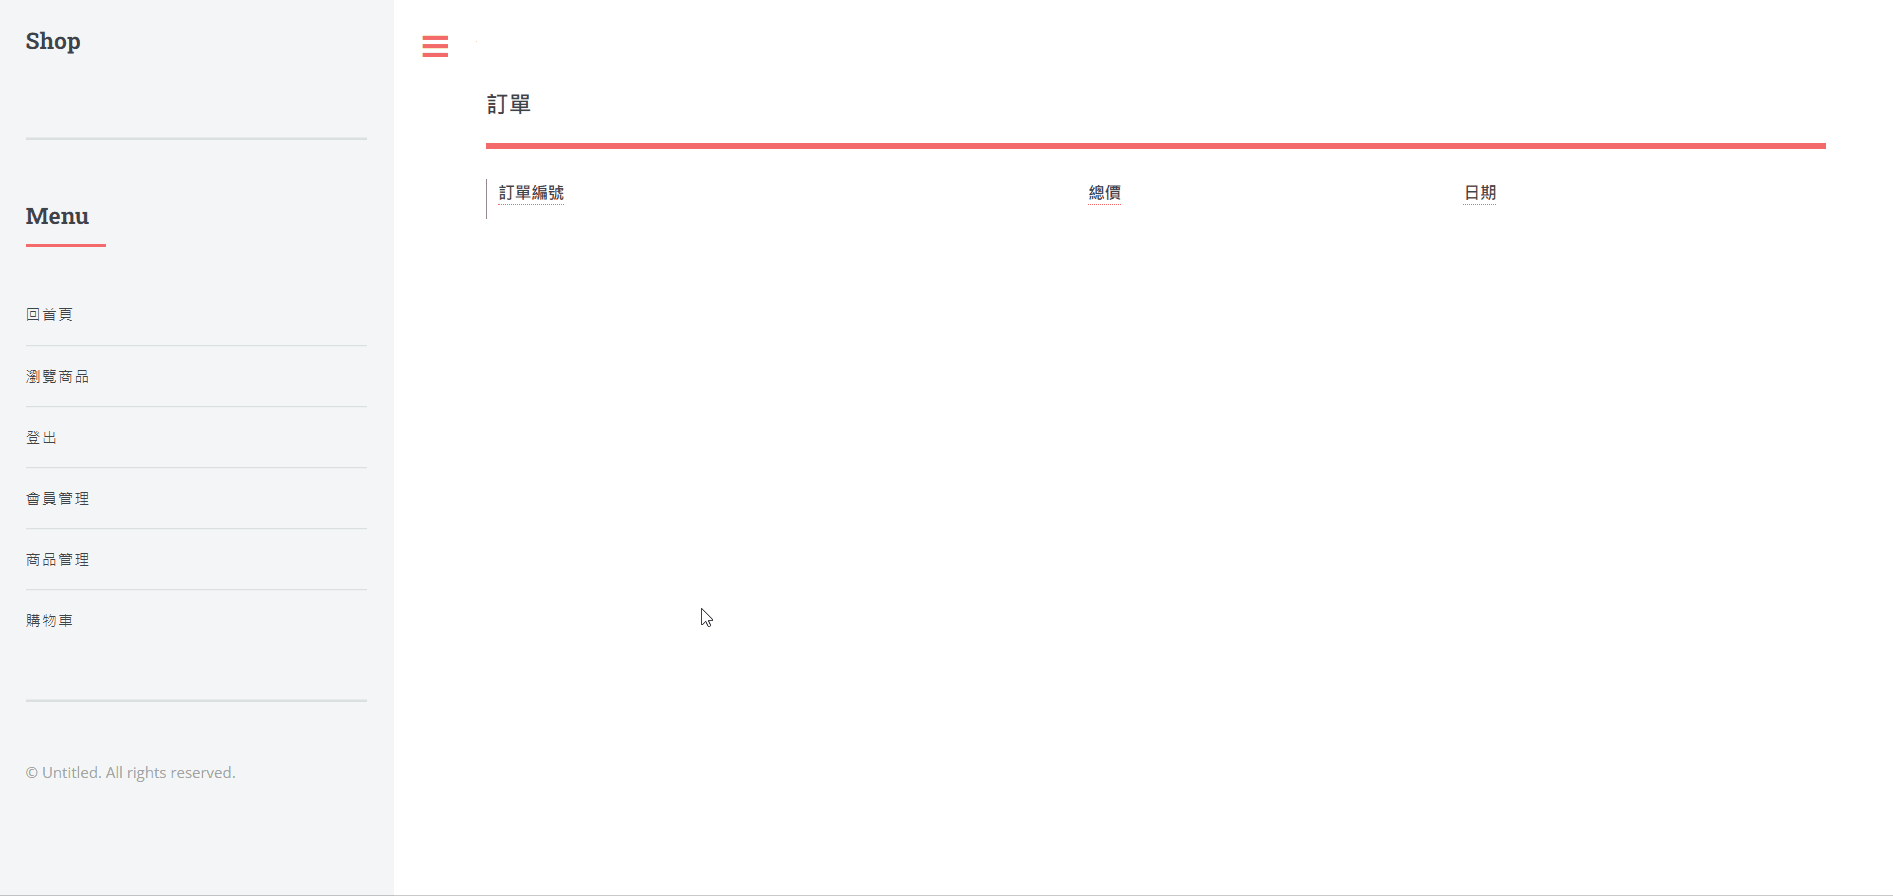 Shop
Menu
回首頁
瀏覽商品
登出
會員管理
商品管理
購物車
© Untitled. All rights reserved.
訂單
訂單編號 總價 日期